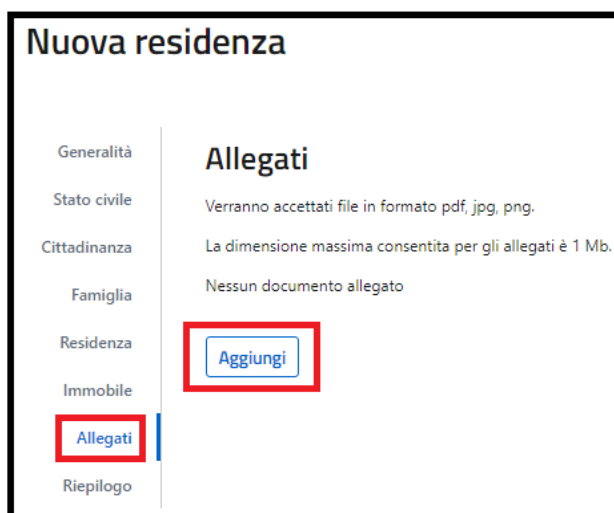 Nuova residenza
Generalità
Stato civile
Cittadinanza
Famiglia
Residenza
Immobile
Allegati
Riepilogo
Allegati
Verranno accettati file in formato pdf, jpg, png.
La dimensione massima consentita per gli allegati è 1 Mb.
Nessun documento allegato
Aggiungi